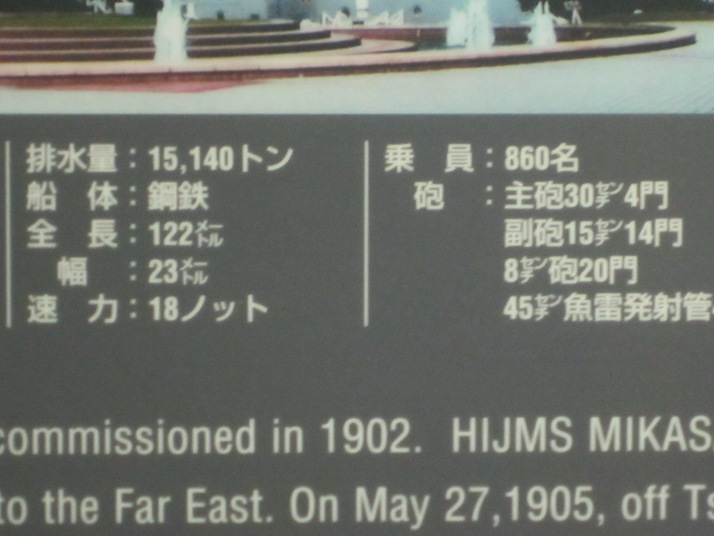 排水量：15,140トン
船　体：鋼鉄
全　長：122㍍
幅　：23㍍
速　力：18ノット
乗　員：860名
砲　：主砲30㌢4門
副砲15㌢14門
8㌢砲20門
45㌢魚雷発射管
commissioned in 1902. HIJMS MIKASA
to the Far East. On May 27,1905, off Ts